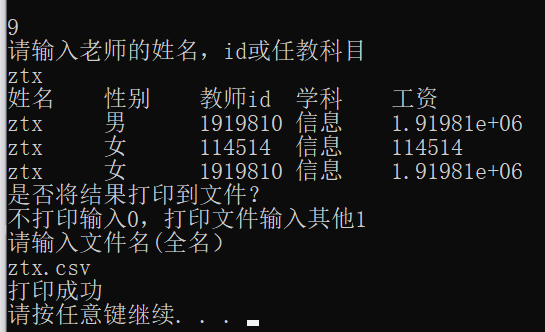 9
请输入老师的姓名，id或任教科目
ztx
姓名 性别 教师id 学科 工资
ztx 男 1919810 信息 1.91981e+06
ztx 女 114514 信息 114514
ztx 女 1919810 信息 1.91981e+06
是否将结果打印到文件？
不打印输入0，打印文件输入其他1
请输入文件名(全名）
ztx.csv
打印成功
请按任意键继续. . .